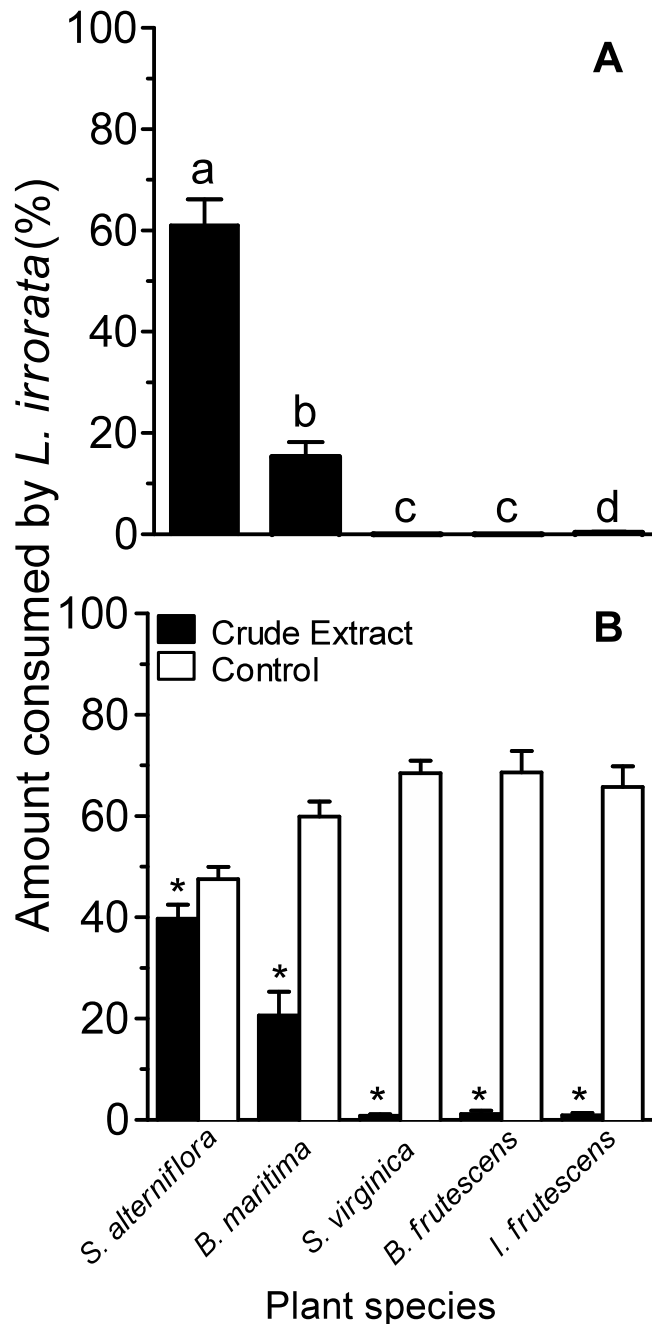 Amount consumed by L. irrorata (%)
A
100
80
60
40
20
0
a
b
c
c
d
B
Crude Extract
Control
100
80
60
40
20
0
*
*
*
*
*
S. alterniflora
B. maritima
S. virginica
B. frutescens
I. frutescens
Plant species